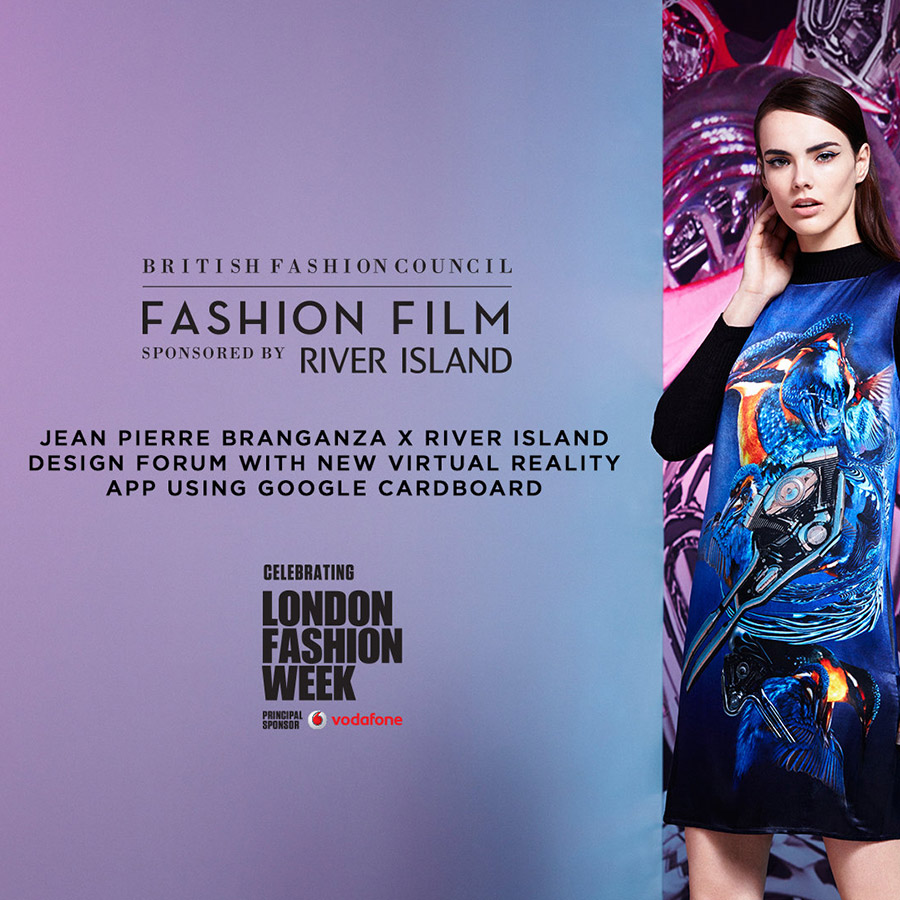 BRITISH FASHION COUNCIL
FASHION FILM
SPONSORED BY RIVER ISLAND
JEAN PIERRE BRANGANZA X RIVER ISLAND
DESIGN FORUM WITH NEW VIRTUAL REALITY
APP USING GOOGLE CARDBOARD
CELEBRATING
LONDON
FASHION
WEEK
PRINCIPAL
SPONSOR vodafone